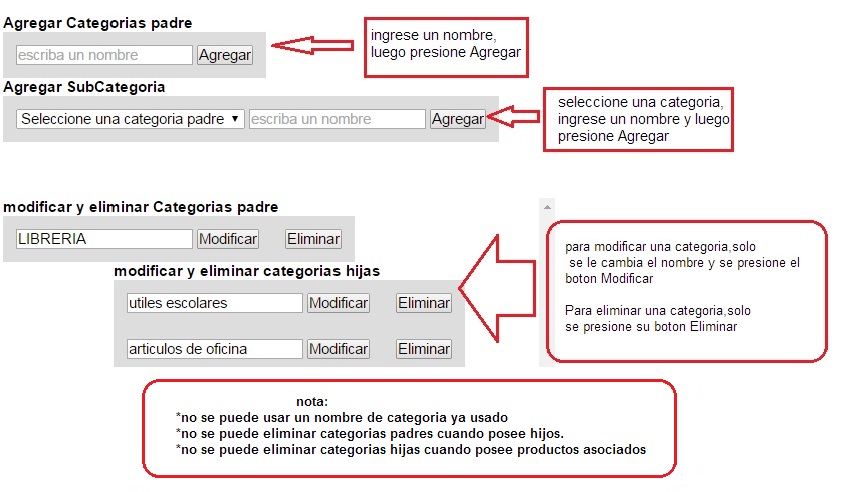 Agregar Categorias padre
escriba un nombre Agregar
ingrese un nombre,
luego presione Agregar
Agregar SubCategoria
Seleccione una categoria padre escriba un nombre Agregar
seleccione una categoria,
ingrese un nombre y luego
presione Agregar
modificar y eliminar Categorias padre
LIBRERIA Modificar Eliminar
modificar y eliminar categorias hijas
utiles escolares Modificar Eliminar
articulos de oficina Modificar Eliminar
para modificar una categoria,solo
se le cambia el nombre y se presione el
boton Modificar
Para eliminar una categoria,solo
se presione su boton Eliminar
nota:
*no se puede usar un nombre de categoria ya usado
*no se puede eliminar categorias padres cuando posee hijos.
*no se puede eliminar categorias hijas cuando posee productos asociados